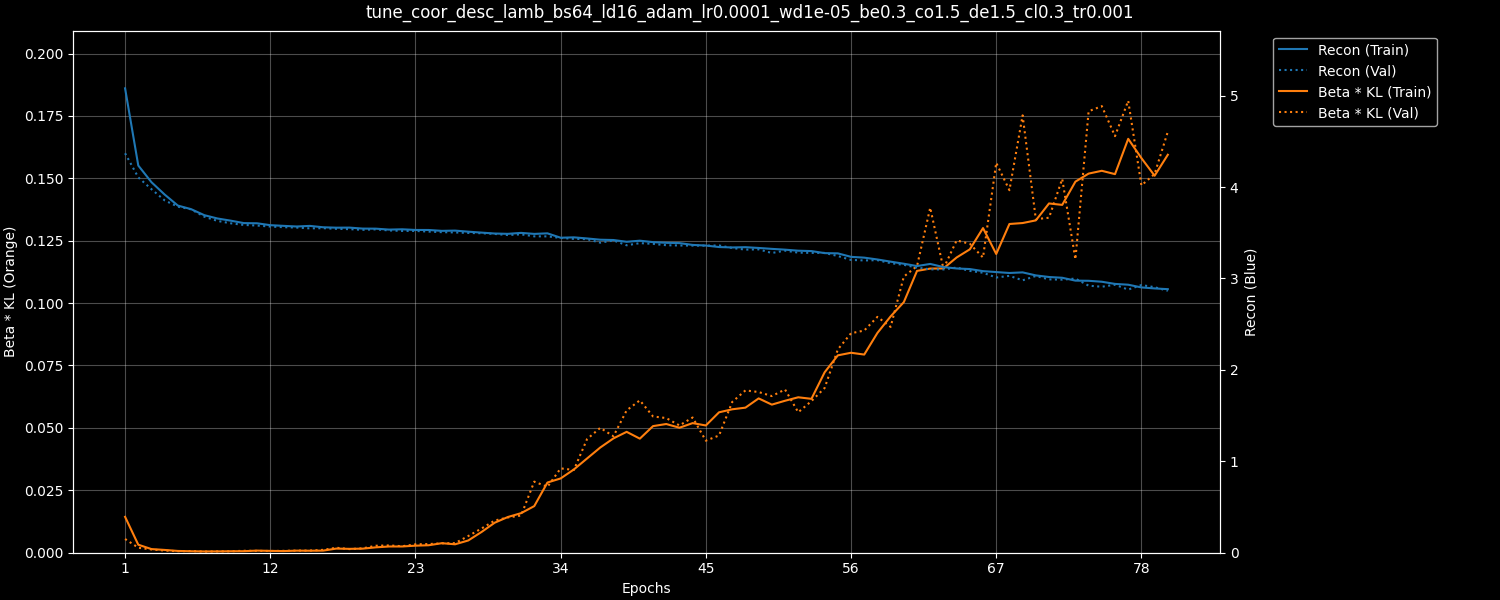 tune_coor_desc_lamb_bs64_ld16_adam_lr0.0001_wd1e-05_be0.3_co1.5_de1.5_cl0.3_tr0.001
Recon (Train)
Recon (Val)
Beta * KL (Train)
Beta * KL (Val)
Beta * KL (Orange)
0.200
0.175
0.150
0.125
0.100
0.075
0.050
0.025
0.000
5
4
3
2
1
0
Recon (Blue)
1 12 23 34 45 56 67 78
Epochs